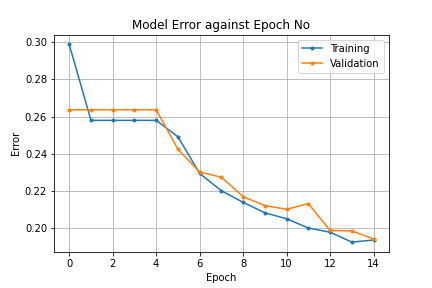 Model Error against Epoch No
Training
Validation
Error
0.30
0.28
0.26
0.24
0.22
0.20
0 2 4 6 8 10 12 14
Epoch